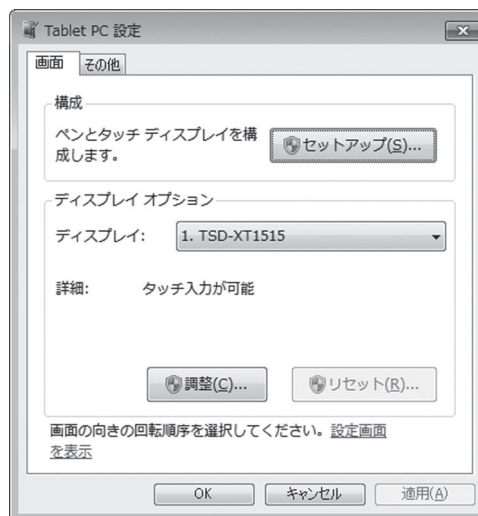 Tablet PC 設定
画面
その他
構成
ペンとタッチ ディスプレイを構
成します。
セットアップ(S)...
ディスプレイ オプション
ディスプレイ:
1. TSD-XT1515
詳細:
タッチ入力が可能
調整(C)...
リセット(R)...
画面の向きの回転順序を選択してください。設定画面
を表示
OK
キャンセル
適用(A)